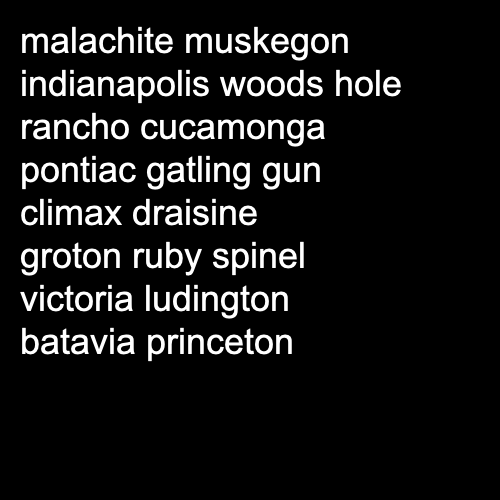 malachite muskegon
indianapolis woods hole
rancho cucamonga
pontiac gatling gun
climax draisine
groton ruby spinel
victoria ludington
batavia princeton